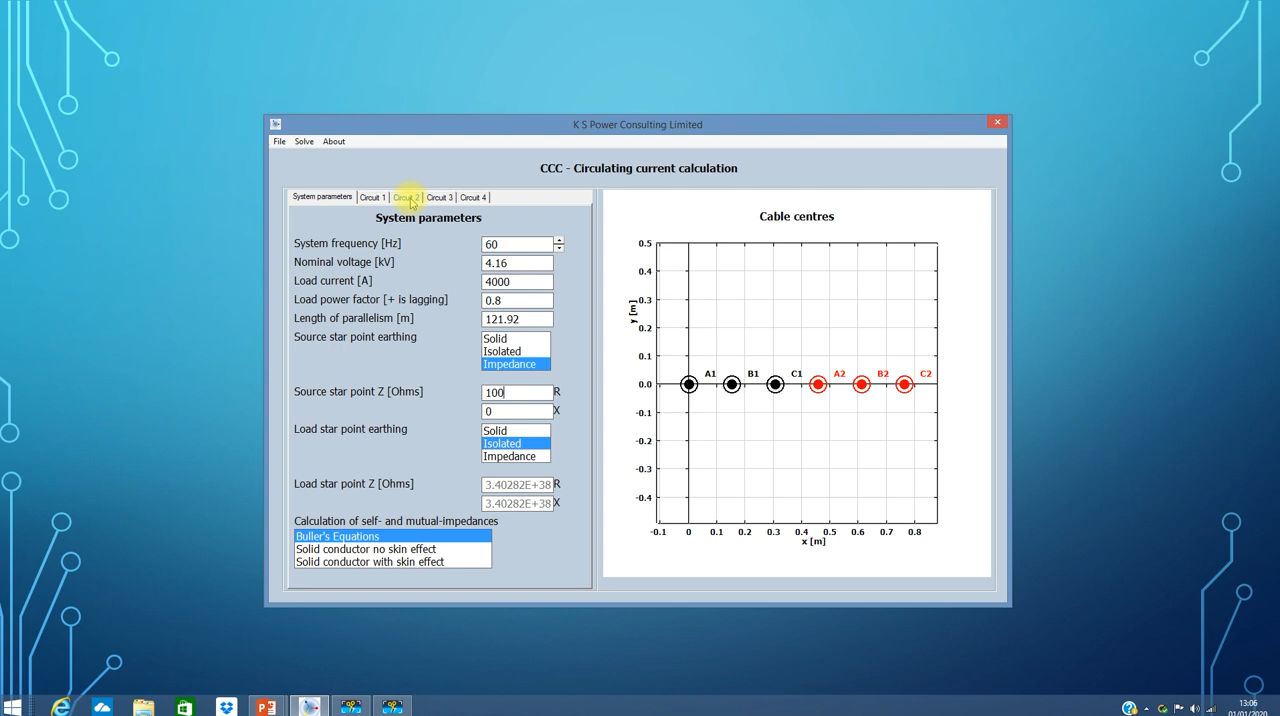 K S Power Consulting Limited
File Solve About
CCC - Circulating current calculation
System parameters Circuit 1 Circuit 2 Circuit 3 Circuit 4
System parameters
System frequency [Hz] 60
Nominal voltage [kV] 4.16
Load current [A] 4000
Load power factor [+ is lagging] 0.8
Length of parallelism [m] 121.92
Source star point earthing Solid
Isolated
Impedance
Source star point Z [Ohms] 100 R
0 X
Load star point earthing Solid
Isolated
Impedance
Load star point Z [Ohms] 3.40282E+38 R
3.40282E+38 X
Calculation of self- and mutual-impedances
Buller's Equations
Solid conductor no skin effect
Solid conductor with skin effect
Cable centres
0.5
0.4
0.3
0.2
0.1
0.0
-0.1
-0.2
-0.3
-0.4
y [m]
A1 B1 C1 A2 B2 C2
-0.1 0 0.1 0.2 0.3 0.4 0.5 0.6 0.7 0.8
x [m]
13:06
01/01/2020